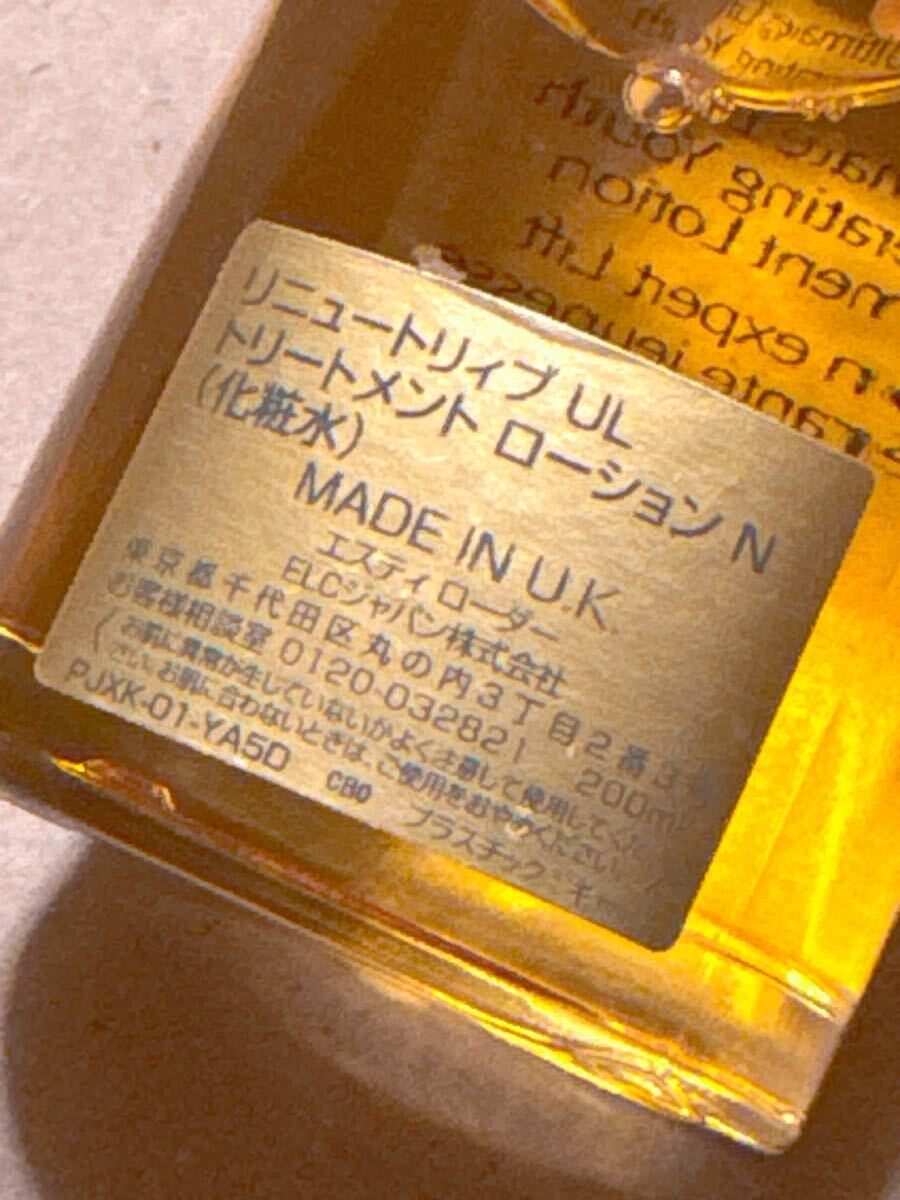 リニュートリィブ UL
トリートメント ローション N
(化粧水)
MADE IN U.K.
エスティ ローダー
ELCジャパン株式会社
東京都千代田区丸の内3丁目2番3号
お客様相談室 0120-032821 200mL
お肌に異常が生じていないかよく注意して使用してくだ
さい。お肌に合わないときは、ご使用をおやめください。
PJXK-01-YA5D CB0 プラスチック・キャ
Youth
ment Lotion
n expert Lift